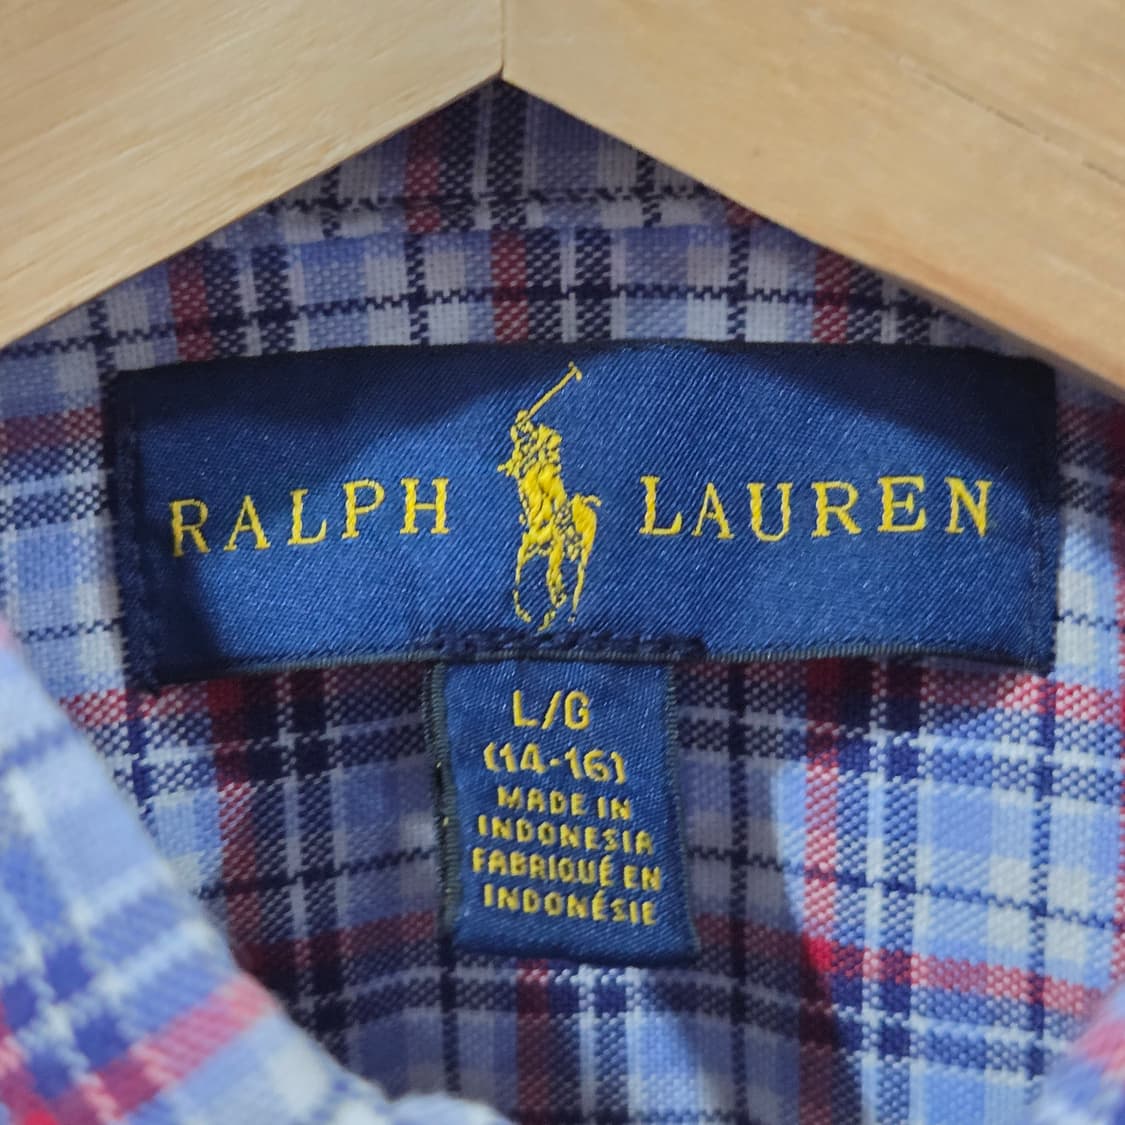 RALPH LAUREN
L/G
(14-16)
MADE IN
INDONESIA
FABRIQUÉ EN
INDONÉSIE